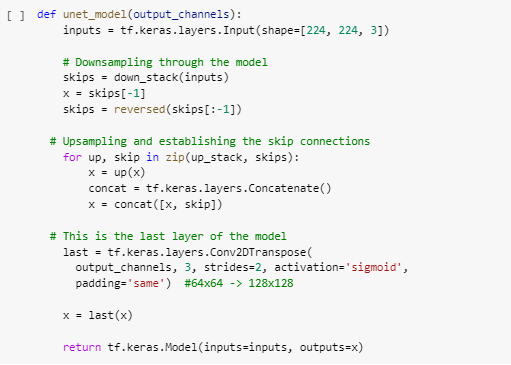 [ ] def unet_model(output_channels):
    inputs = tf.keras.layers.Input(shape=[224, 224, 3])

    # Downsampling through the model
    skips = down_stack(inputs)
    x = skips[-1]
    skips = reversed(skips[:-1])

  # Upsampling and establishing the skip connections
    for up, skip in zip(up_stack, skips):
        x = up(x)
        concat = tf.keras.layers.Concatenate()
        x = concat([x, skip])

  # This is the last layer of the model
    last = tf.keras.layers.Conv2DTranspose(
      output_channels, 3, strides=2, activation='sigmoid',
      padding='same')  #64x64 -> 128x128

    x = last(x)

    return tf.keras.Model(inputs=inputs, outputs=x)